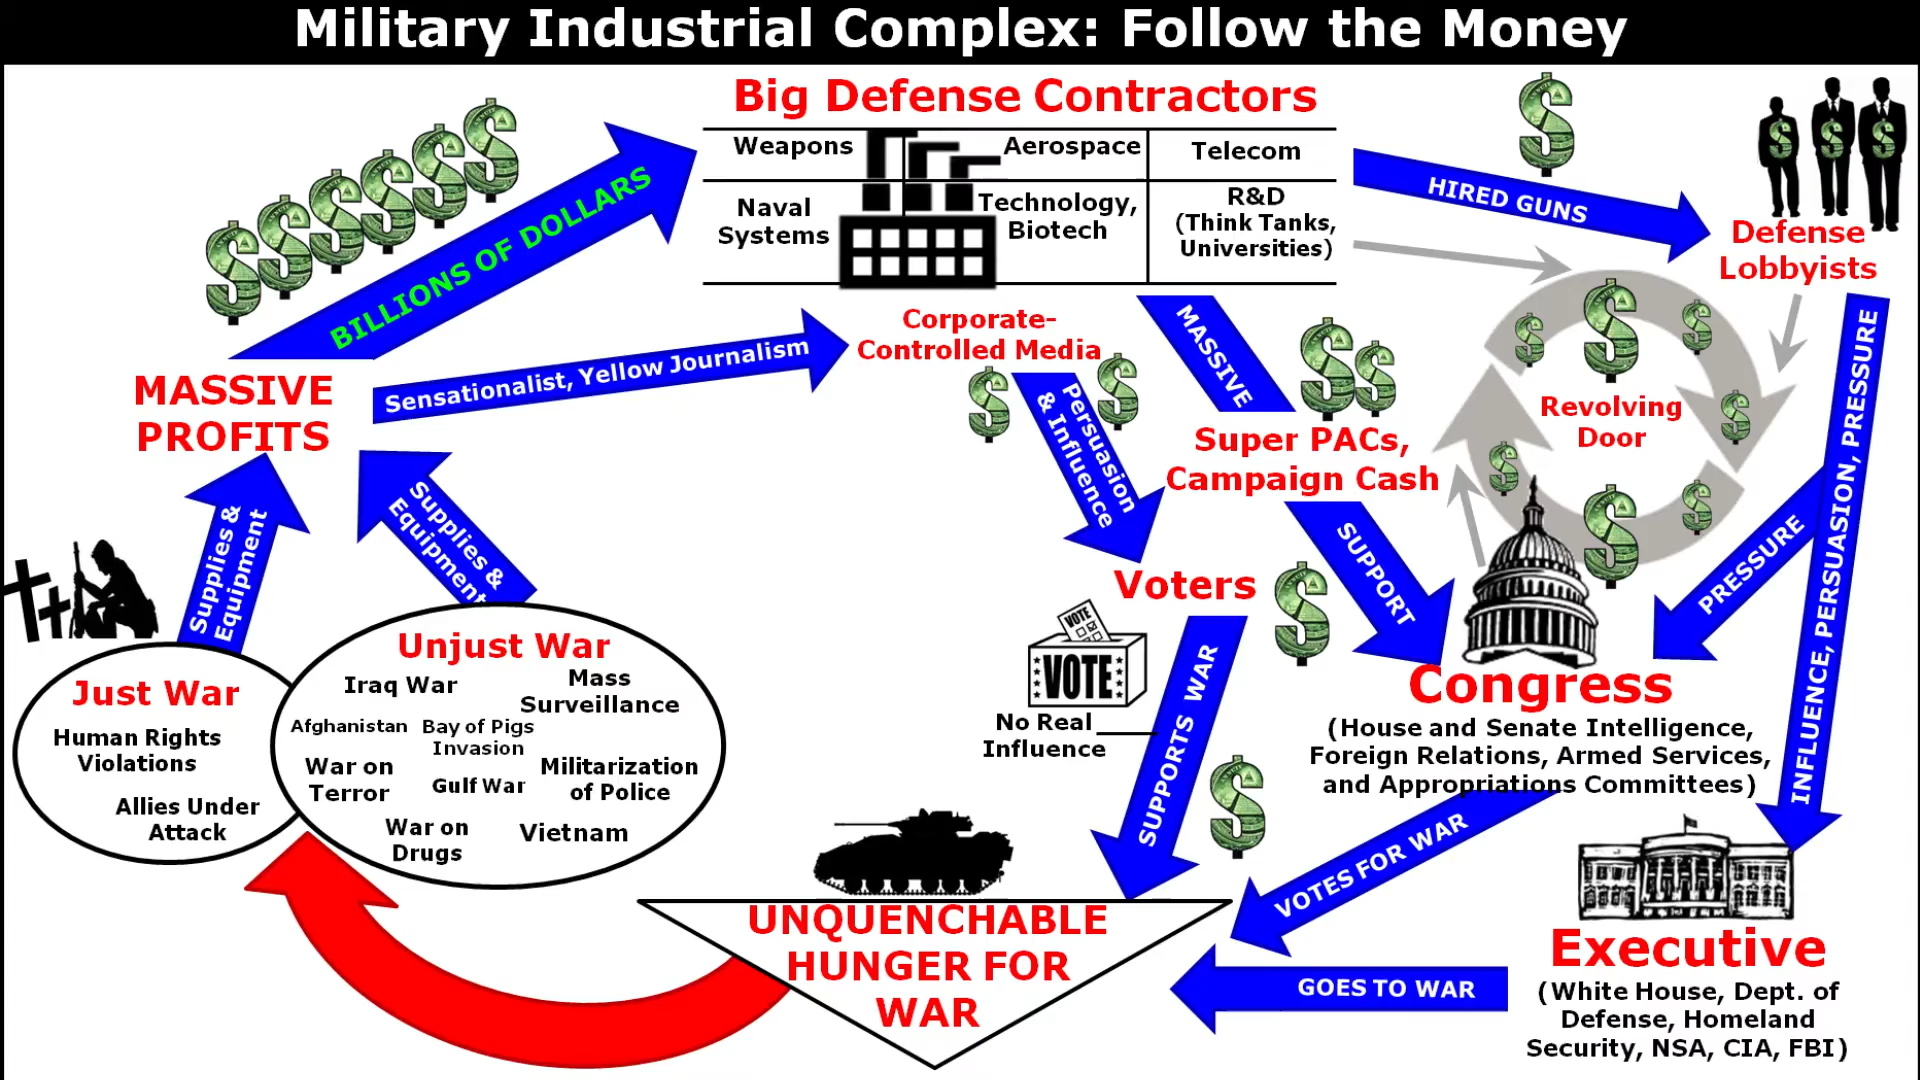 Military Industrial Complex: Follow the Money
Big Defense Contractors
Weapons
Aerospace
Telecom
Naval
Systems
Technology,
Biotech
R&D
(Think Tanks,
Universities)
BILLIONS OF DOLLARS
HIRED GUNS
Defense
Lobbyists
Corporate-
Controlled Media
Sensationalist, Yellow Journalism
MASSIVE
PROFITS
MASSIVE
Persuasion
& Influence
Super PACs,
Campaign Cash
Revolving
Door
SUPPORT
PRESSURE
INFLUENCE, PERSUASION, PRESSURE
Supplies &
Equipment
Supplies &
Equipment
Voters
VOTE
VOTE
No Real
Influence
SUPPORTS WAR
Congress
(House and Senate Intelligence,
Foreign Relations, Armed Services,
and Appropriations Committees)
Just War
Human Rights
Violations
Allies Under
Attack
Unjust War
Iraq War
Mass
Surveillance
Afghanistan
Bay of Pigs
Invasion
War on
Terror
Gulf War
Militarization
of Police
War on
Drugs
Vietnam
VOTES FOR WAR
UNQUENCHABLE
HUNGER FOR
WAR
GOES TO WAR
Executive
(White House, Dept. of
Defense, Homeland
Security, NSA, CIA, FBI)